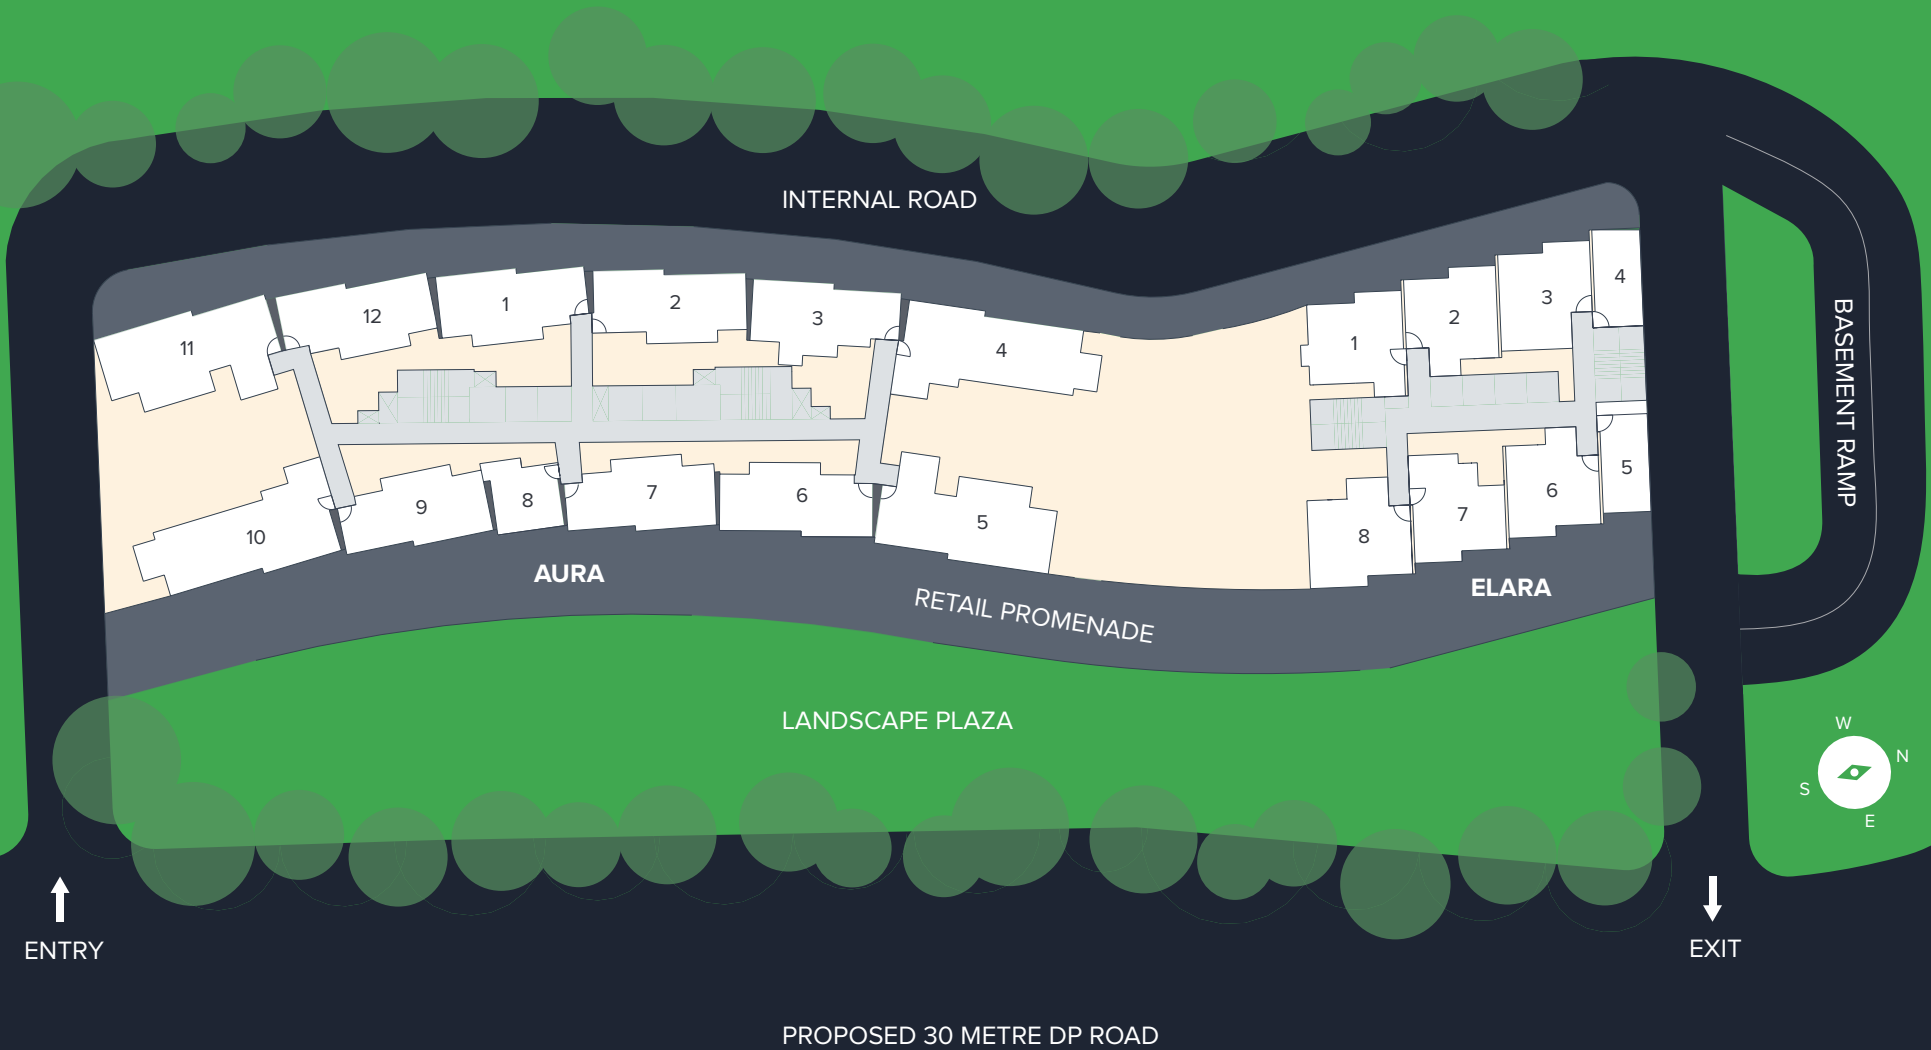 INTERNAL ROAD
11
12
1
2
3
4
10
9
8
7
6
5
AURA
1
2
3
4
8
7
6
5
ELARA
RETAIL PROMENADE
BASEMENT RAMP
LANDSCAPE PLAZA
W
N
S
E
ENTRY
EXIT
PROPOSED 30 METRE DP ROAD